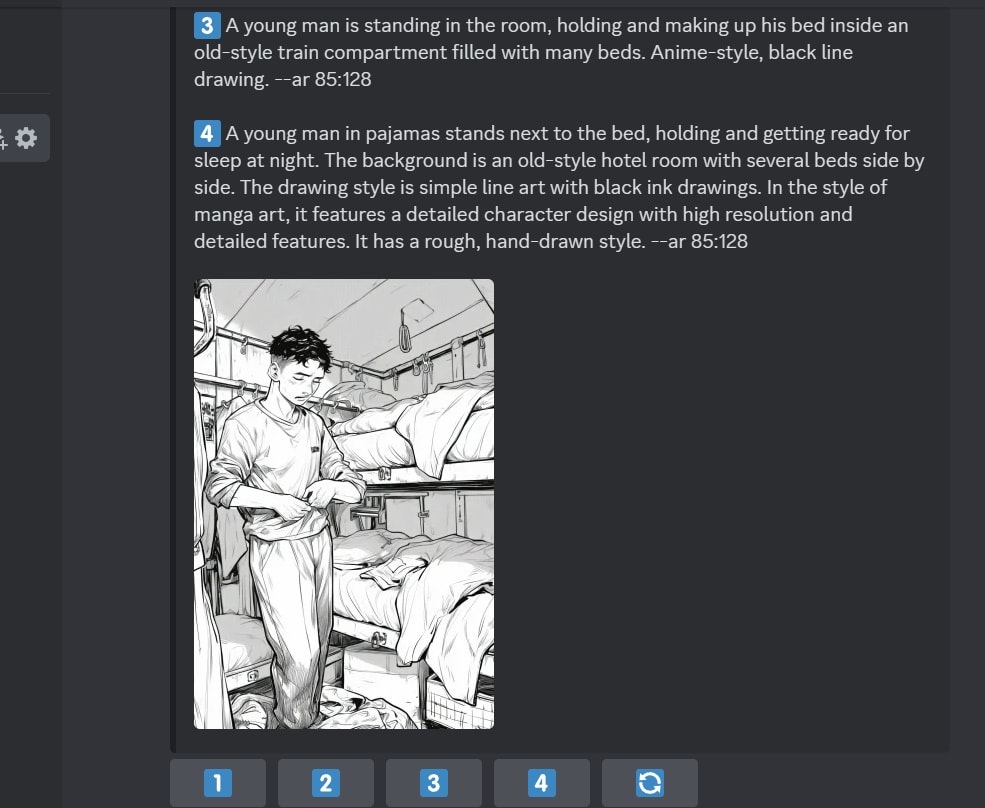 3 A young man is standing in the room, holding and making up his bed inside an
old-style train compartment filled with many beds. Anime-style, black line
drawing. --ar 85:128
4 A young man in pajamas stands next to the bed, holding and getting ready for
sleep at night. The background is an old-style hotel room with several beds side by
side. The drawing style is simple line art with black ink drawings. In the style of
manga art, it features a detailed character design with high resolution and
detailed features. It has a rough, hand-drawn style. --ar 85:128
1 2 3 4